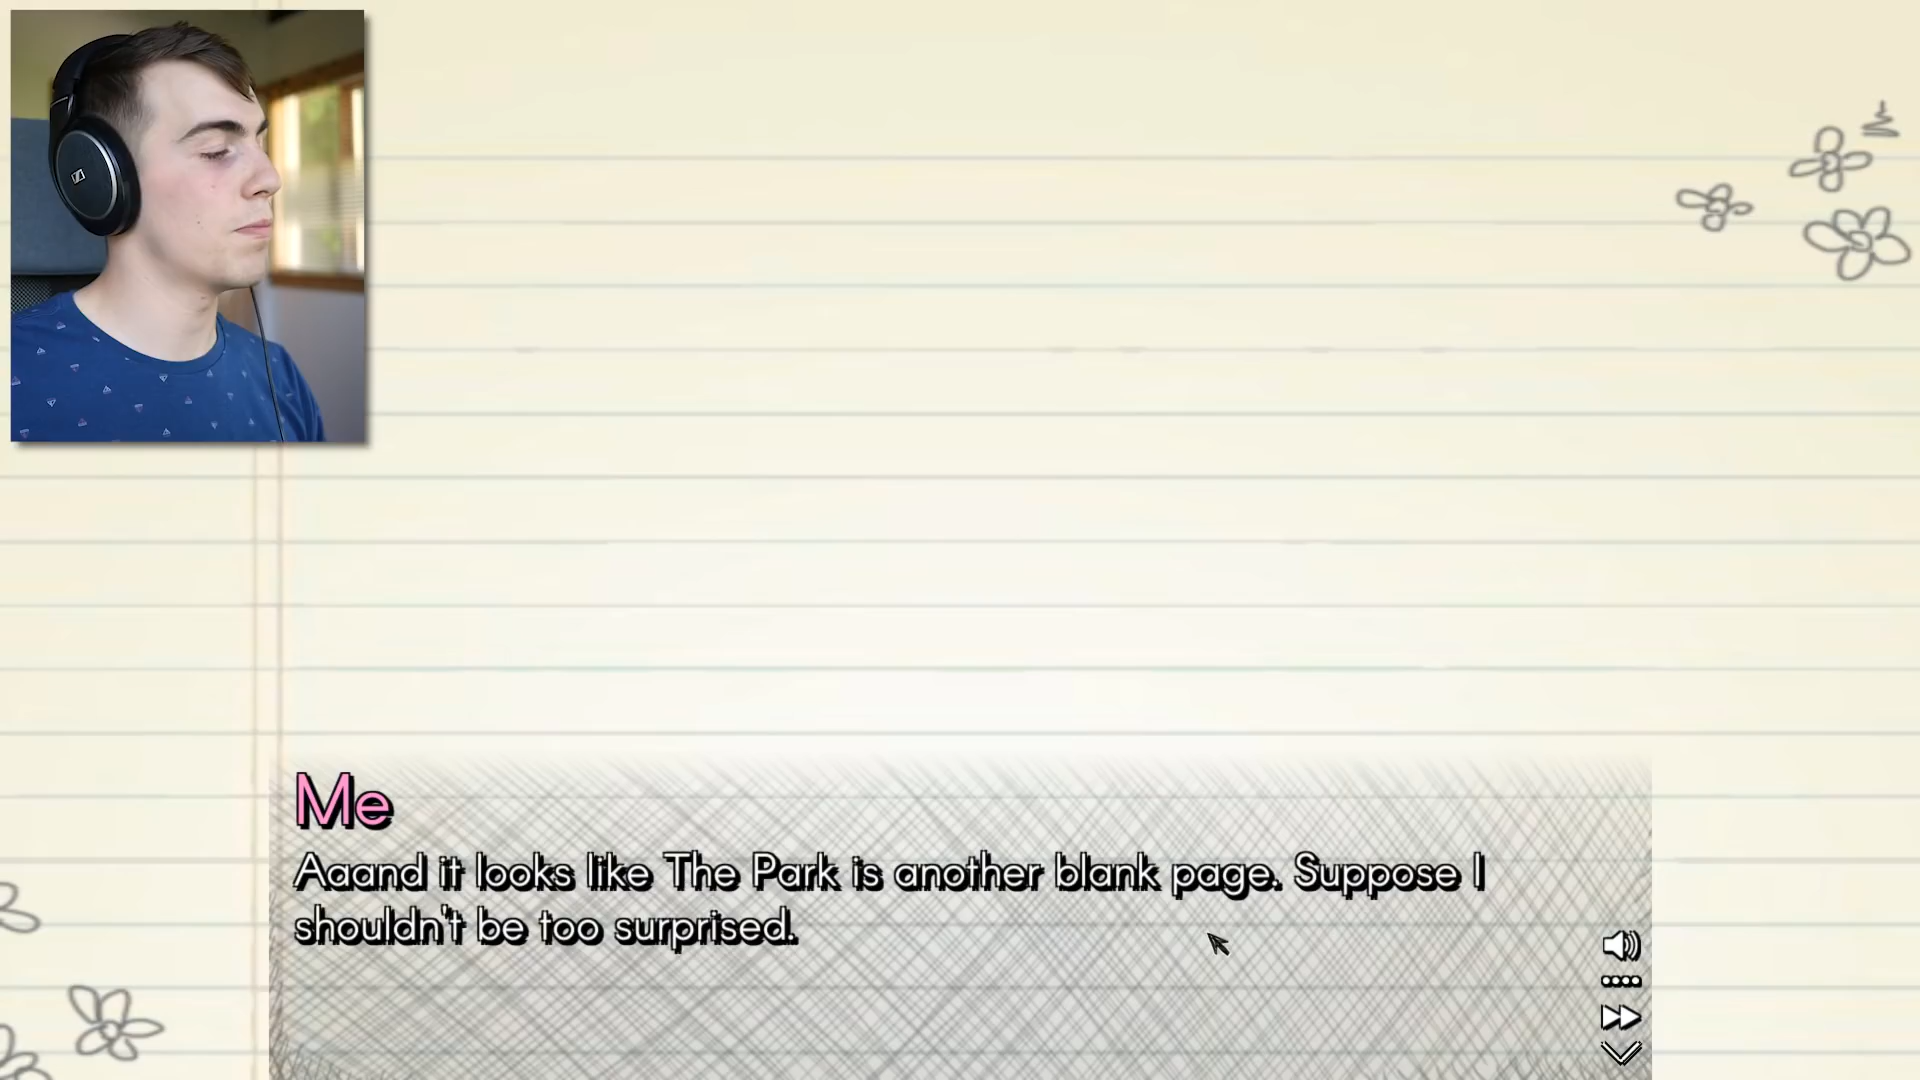 Me
Aaand it looks like The Park is another blank page. Suppose I
shouldn't be too surprised.